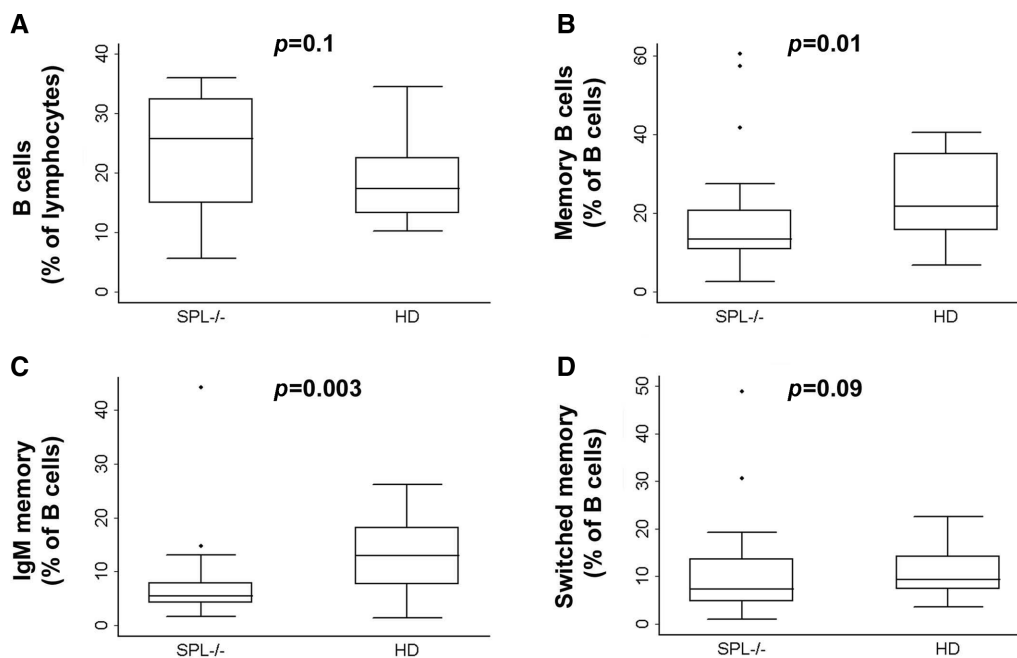 A
p=0.1
B cells
(% of lymphocytes)
40
30
20
10
0
SPL-/-
HD
B
p=0.01
Memory B cells
(% of B cells)
60
40
20
0
SPL-/-
HD
C
p=0.003
IgM memory
(% of B cells)
40
30
20
10
0
SPL-/-
HD
D
p=0.09
Switched memory
(% of B cells)
50
40
30
20
10
0
SPL-/-
HD